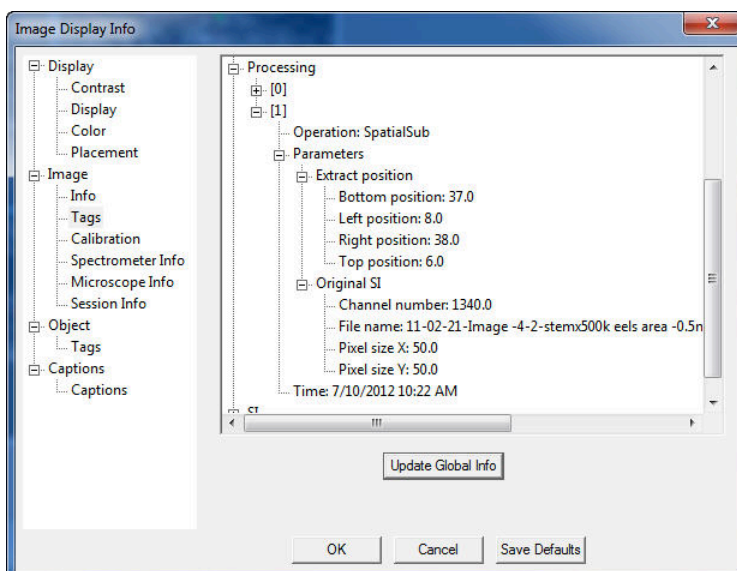 Image Display Info
Display
Contrast
Display
Color
Placement
Image
Info
Tags
Calibration
Spectrometer Info
Microscope Info
Session Info
Object
Tags
Captions
Captions
Processing
[0]
[1]
Operation: SpatialSub
Parameters
Extract position
Bottom position: 37.0
Left position: 8.0
Right position: 38.0
Top position: 6.0
Original SI
Channel number: 1340.0
File name: 11-02-21-Image -4-2-stemx500k eels area -0.5n
Pixel size X: 50.0
Pixel size Y: 50.0
Time: 7/10/2012 10:22 AM
SI
Update Global Info
OK Cancel Save Defaults